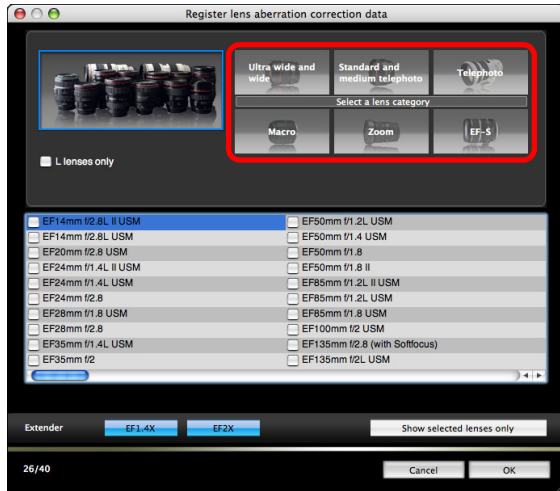 Register lens aberration correction data
Ultra wide and wide
Standard and medium telephoto
Telephoto
Select a lens category
Macro
Zoom
EF-S
L lenses only
EF14mm f/2.8L II USM
EF14mm f/2.8L USM
EF20mm f/2.8 USM
EF24mm f/1.4L II USM
EF24mm f/1.4L USM
EF24mm f/2.8
EF28mm f/1.8 USM
EF28mm f/2.8
EF35mm f/1.4L USM
EF35mm f/2
EF50mm f/1.2L USM
EF50mm f/1.4 USM
EF50mm f/1.8
EF50mm f/1.8 II
EF85mm f/1.2L II USM
EF85mm f/1.2L USM
EF85mm f/1.8 USM
EF100mm f/2 USM
EF135mm f/2.8 (with Softfocus)
EF135mm f/2L USM
Extender
EF1.4X
EF2X
Show selected lenses only
26/40
Cancel
OK